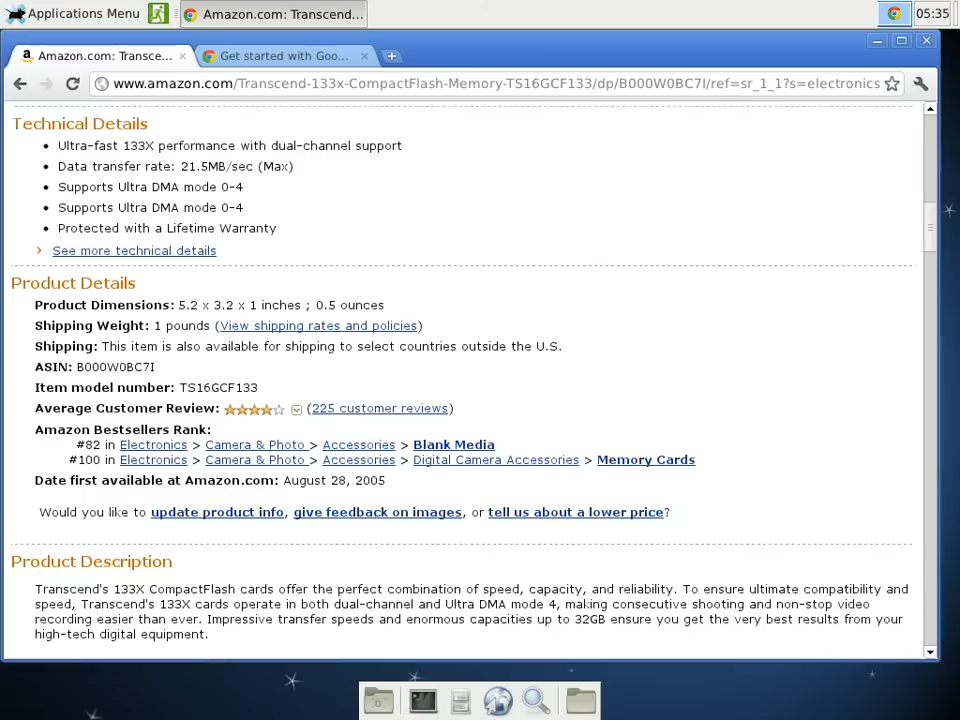 Applications Menu
Amazon.com: Transcend...
05:35
Amazon.com: Transce...
Get started with Goo...
www.amazon.com/Transcend-133x-CompactFlash-Memory-TS16GCF133/dp/B000W0BC7I/ref=sr_1_1?s=electronics
Technical Details
Ultra-fast 133X performance with dual-channel support
Data transfer rate: 21.5MB/sec (Max)
Supports Ultra DMA mode 0-4
Supports Ultra DMA mode 0-4
Protected with a Lifetime Warranty
See more technical details
Product Details
Product Dimensions: 5.2 x 3.2 x 1 inches ; 0.5 ounces
Shipping Weight: 1 pounds (View shipping rates and policies)
Shipping: This item is also available for shipping to select countries outside the U.S.
ASIN: B000W0BC7I
Item model number: TS16GCF133
Average Customer Review: (225 customer reviews)
Amazon Bestsellers Rank:
#82 in Electronics > Camera & Photo > Accessories > Blank Media
#100 in Electronics > Camera & Photo > Accessories > Digital Camera Accessories > Memory Cards
Date first available at Amazon.com: August 28, 2005
Would you like to update product info, give feedback on images, or tell us about a lower price?
Product Description
Transcend's 133X CompactFlash cards offer the perfect combination of speed, capacity, and reliability. To ensure ultimate compatibility and
speed, Transcend's 133X cards operate in both dual-channel and Ultra DMA mode 4, making consecutive shooting and non-stop video
recording easier than ever. Impressive transfer speeds and enormous capacities up to 32GB ensure you get the very best results from your
high-tech digital equipment.